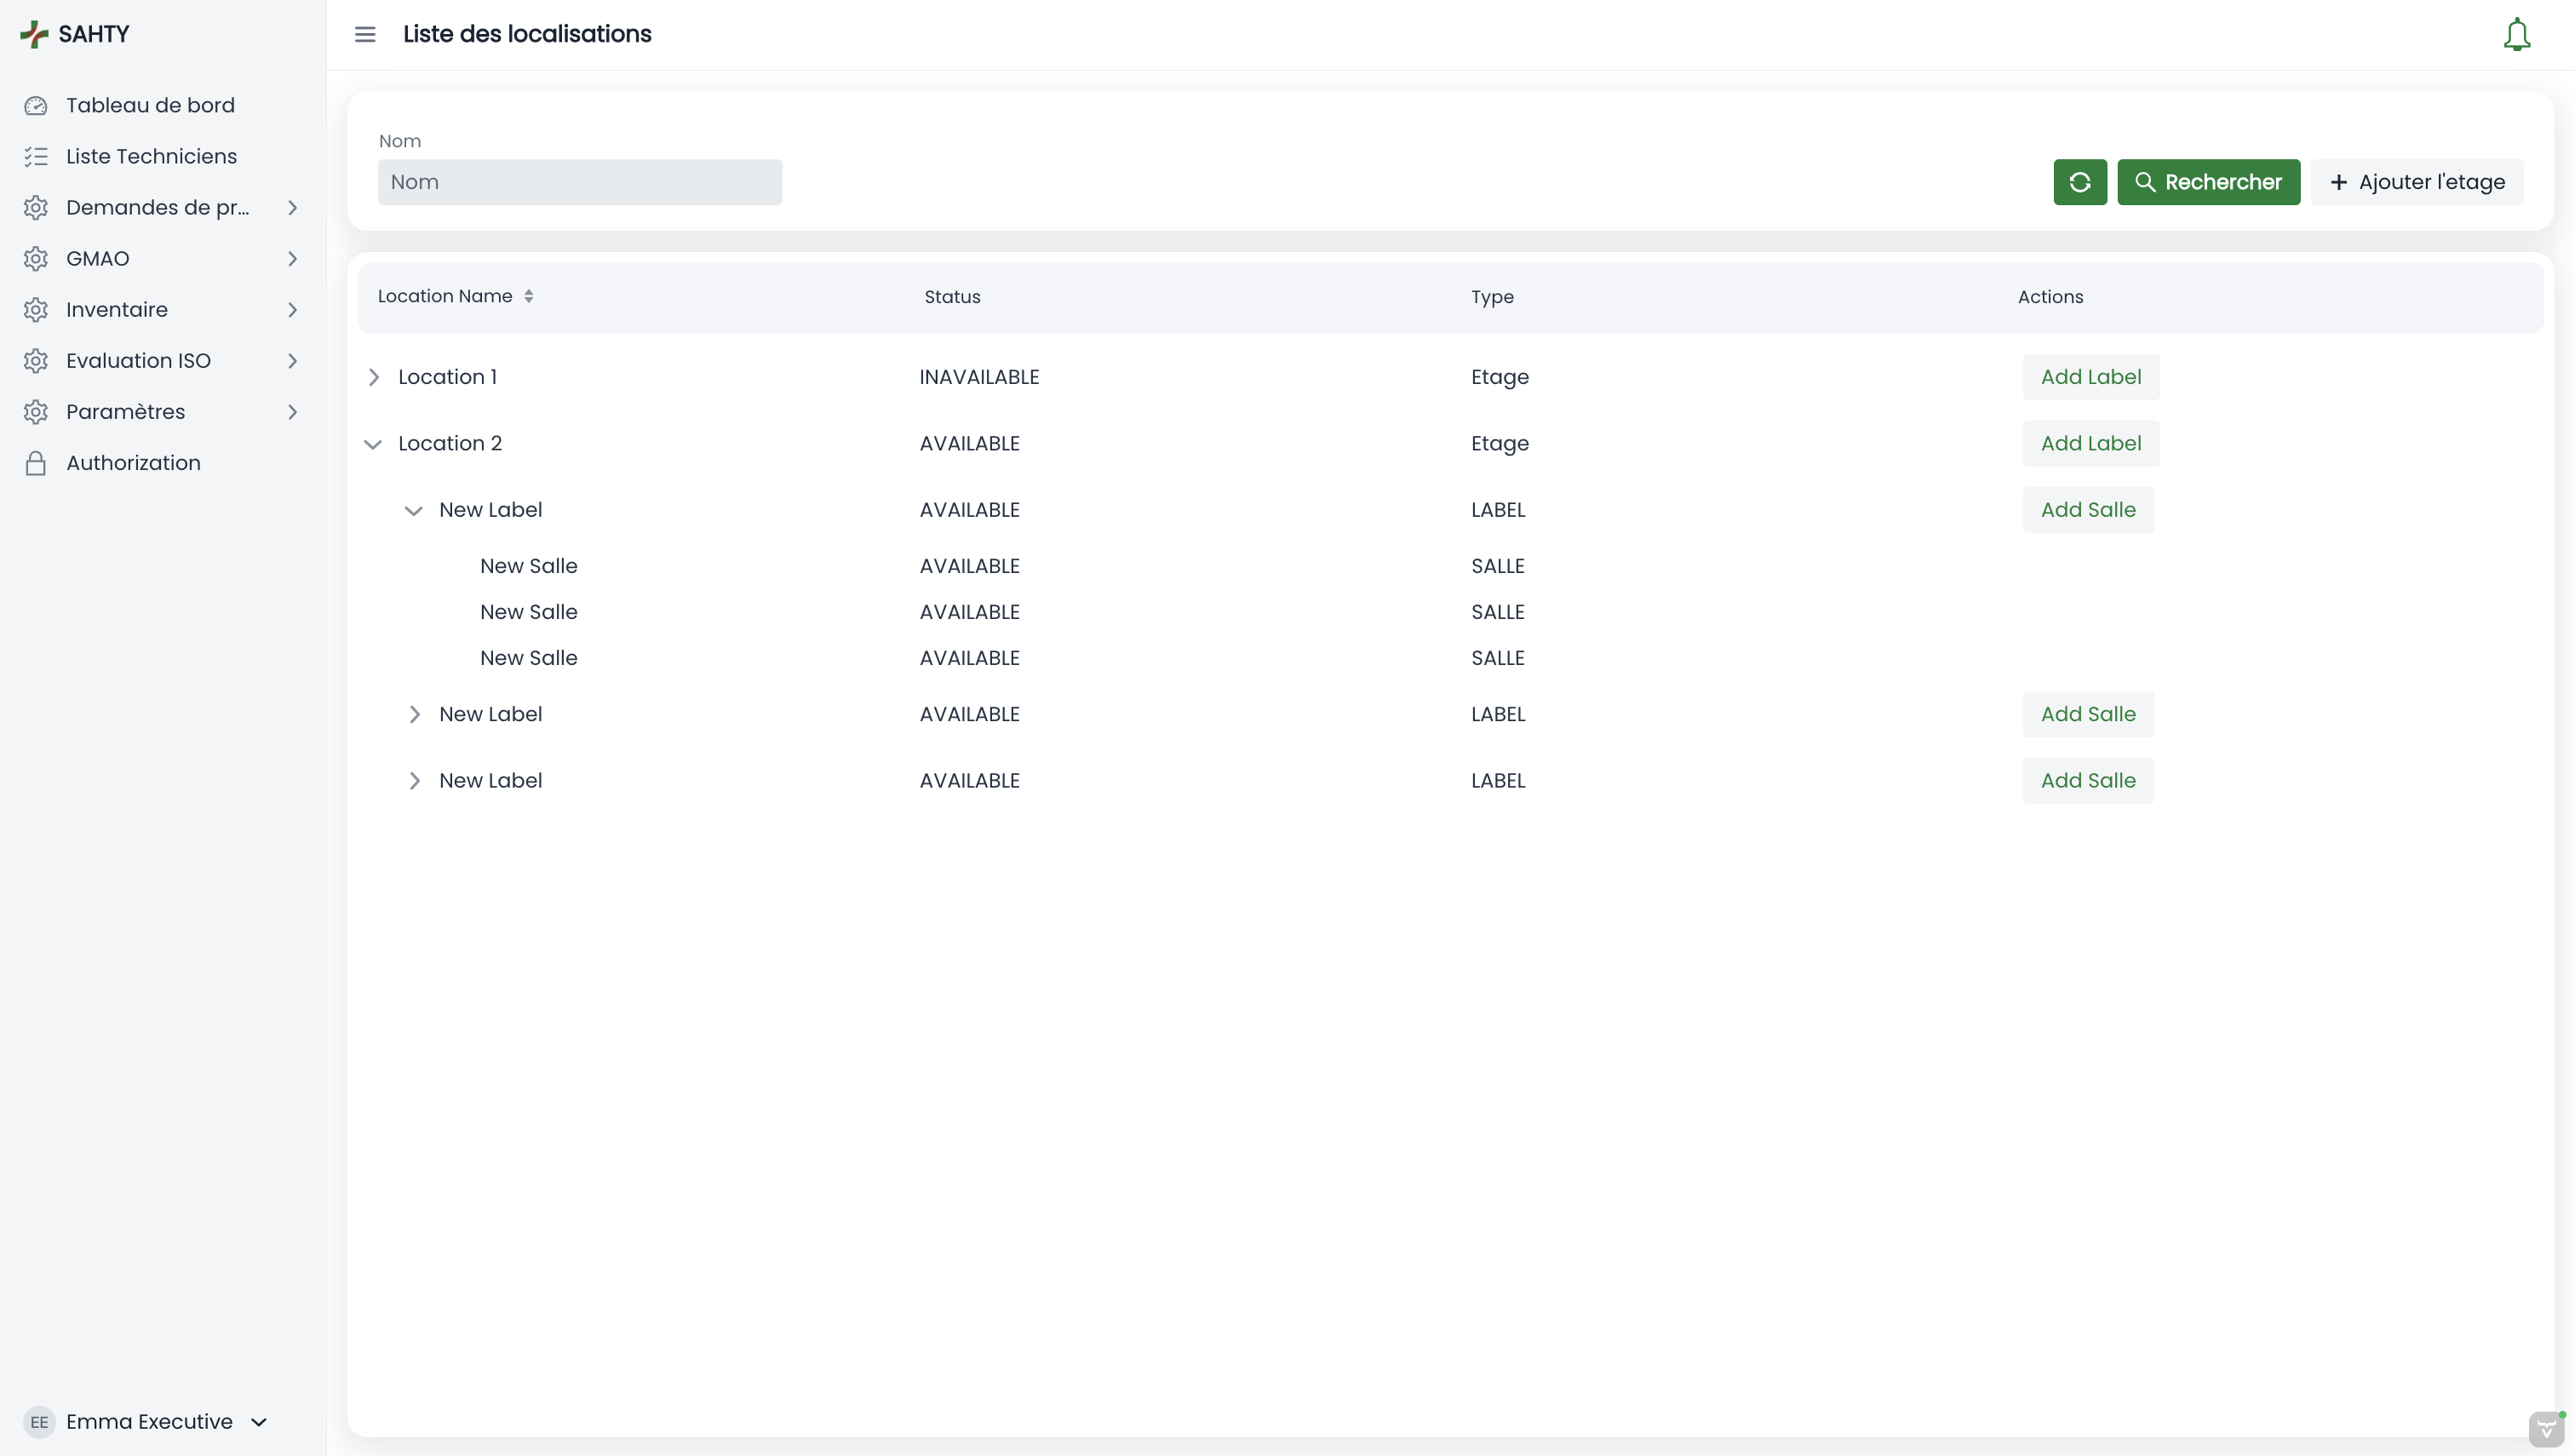 SAHTY
Liste des localisations
Tableau de bord
Liste Techniciens
Demandes de pr...
GMAO
Inventaire
Evaluation ISO
Paramètres
Authorization
Nom
Nom
Rechercher
+ Ajouter l'etage
Location Name Status Type Actions
Location 1 INAVAILABLE Etage Add Label
Location 2 AVAILABLE Etage Add Label
New Label AVAILABLE LABEL Add Salle
New Salle AVAILABLE SALLE
New Salle AVAILABLE SALLE
New Salle AVAILABLE SALLE
New Label AVAILABLE LABEL Add Salle
New Label AVAILABLE LABEL Add Salle
EE Emma Executive